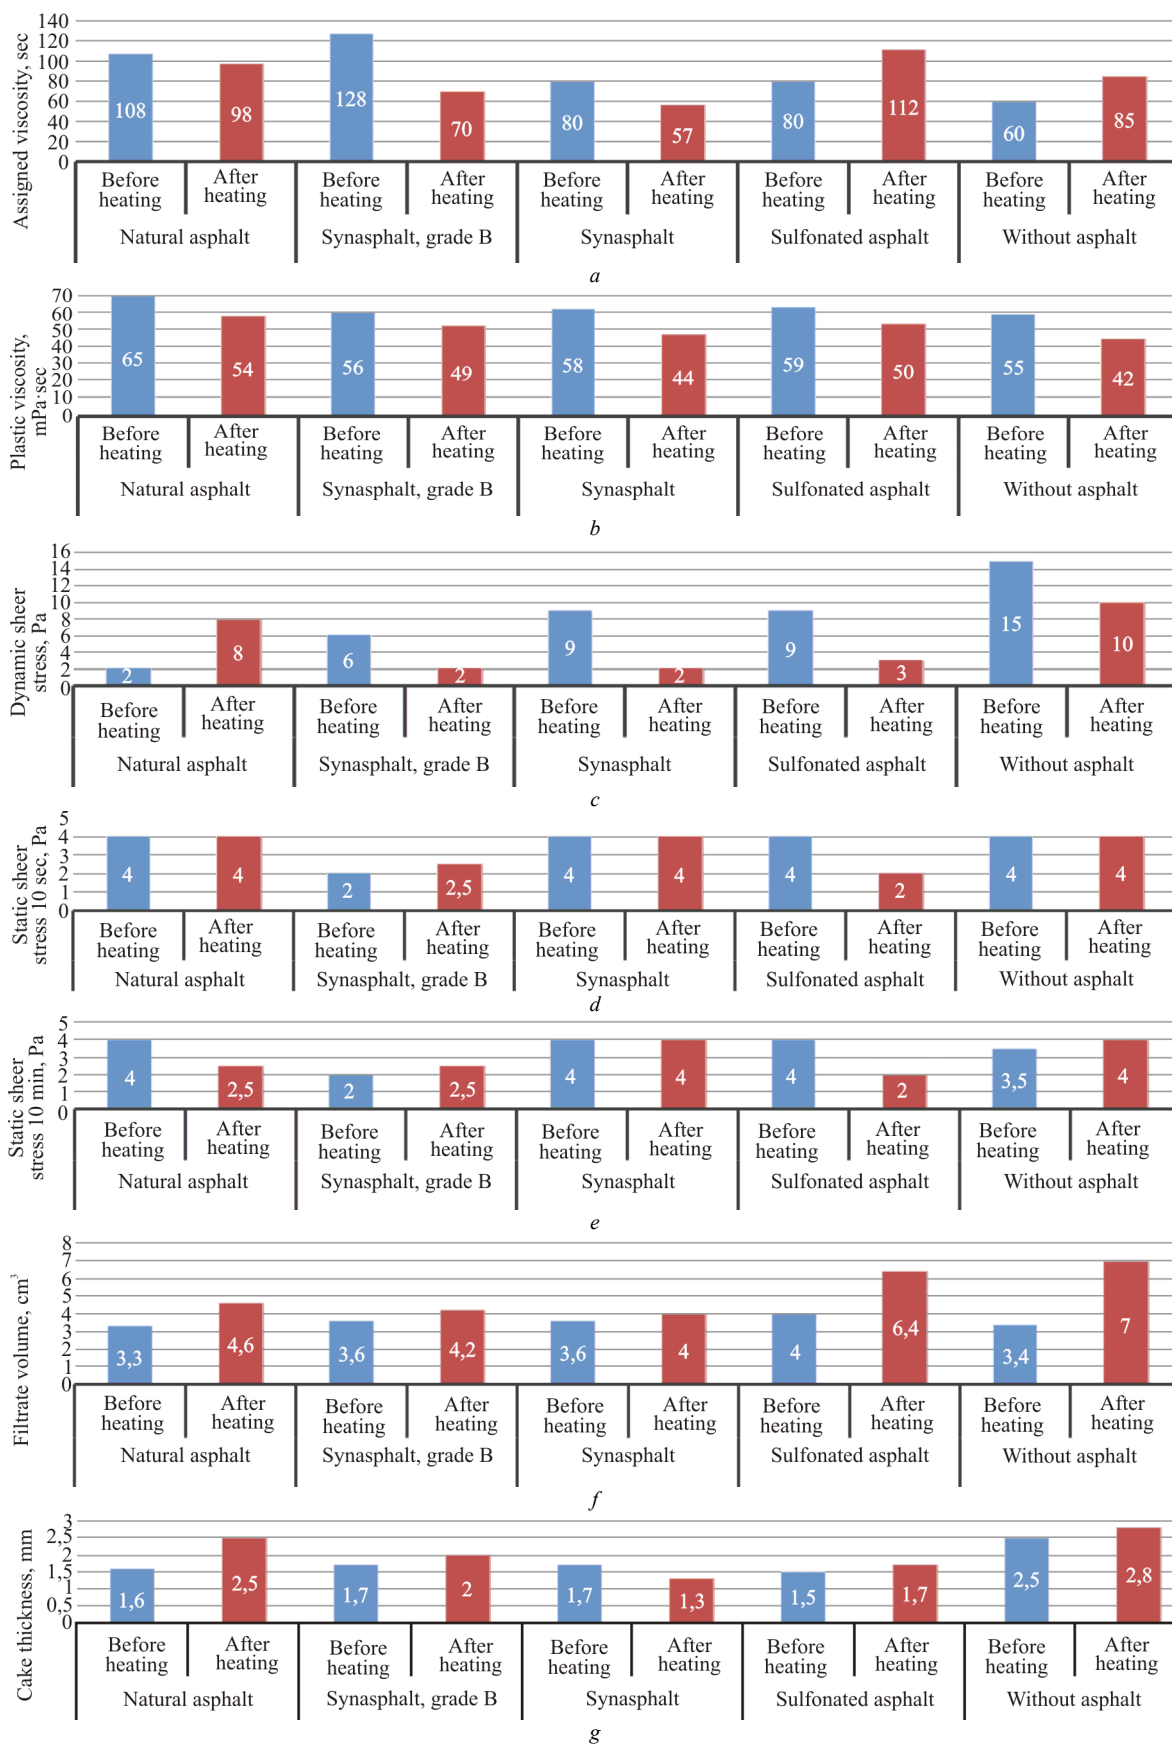 Assigned viscosity, sec
140
120
100
80
60
40
20
0
108
98
128
70
80
57
80
112
60
85
Before heating
After heating
Before heating
After heating
Before heating
After heating
Before heating
After heating
Before heating
After heating
Natural asphalt
Synasphalt, grade B
Synasphalt
Sulfonated asphalt
Without asphalt
a
Plastic viscosity,
mPa·sec
70
60
50
40
30
20
10
0
65
54
56
49
58
44
59
50
55
42
Before heating
After heating
Before heating
After heating
Before heating
After heating
Before heating
After heating
Before heating
After heating
Natural asphalt
Synasphalt, grade B
Synasphalt
Sulfonated asphalt
Without asphalt
b
Dynamic sheer
stress, Pa
16
14
12
10
8
6
4
2
0
2
8
6
2
9
2
9
3
15
10
Before heating
After heating
Before heating
After heating
Before heating
After heating
Before heating
After heating
Before heating
After heating
Natural asphalt
Synasphalt, grade B
Synasphalt
Sulfonated asphalt
Without asphalt
c
Static sheer
stress 10 sec, Pa
5
4
3
2
1
0
4
4
2
2,5
4
4
4
2
4
4
Before heating
After heating
Before heating
After heating
Before heating
After heating
Before heating
After heating
Before heating
After heating
Natural asphalt
Synasphalt, grade B
Synasphalt
Sulfonated asphalt
Without asphalt
d
Static sheer
stress 10 min, Pa
5
4
3
2
1
0
4
2,5
2
2,5
4
4
4
2
3,5
4
Before heating
After heating
Before heating
After heating
Before heating
After heating
Before heating
After heating
Before heating
After heating
Natural asphalt
Synasphalt, grade B
Synasphalt
Sulfonated asphalt
Without asphalt
e
Filtrate volume, cm³
8
7
6
5
4
3
2
1
0
3,3
4,6
3,6
4,2
3,6
4
4
6,4
3,4
7
Before heating
After heating
Before heating
After heating
Before heating
After heating
Before heating
After heating
Before heating
After heating
Natural asphalt
Synasphalt, grade B
Synasphalt
Sulfonated asphalt
Without asphalt
f
Cake thickness, mm
3
2,5
2
1,5
1
0,5
0
1,6
2,5
1,7
2
1,7
1,3
1,5
1,7
2,5
2,8
Before heating
After heating
Before heating
After heating
Before heating
After heating
Before heating
After heating
Before heating
After heating
Natural asphalt
Synasphalt, grade B
Synasphalt
Sulfonated asphalt
Without asphalt
g